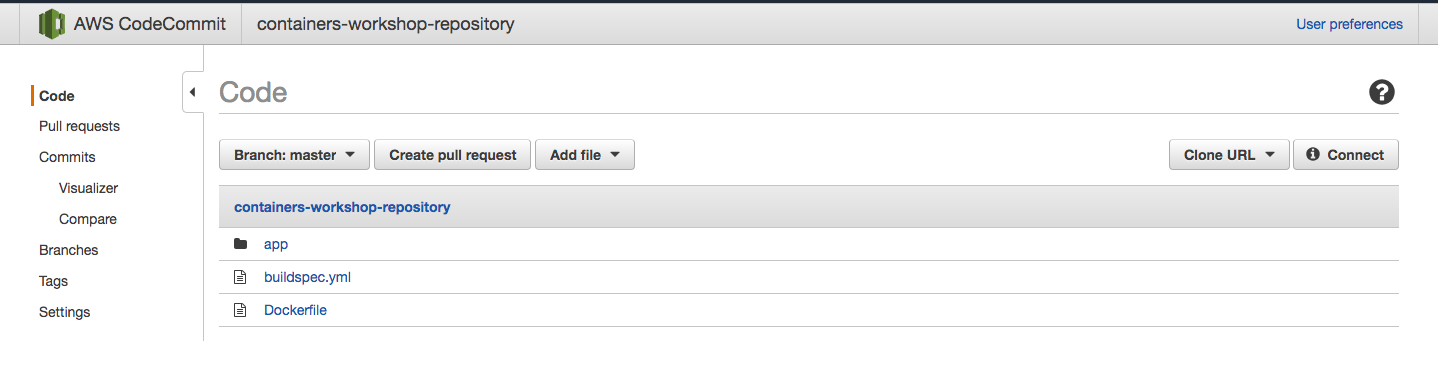 AWS CodeCommit containers-workshop-repository User preferences
Code
Pull requests
Commits
Visualizer
Compare
Branches
Tags
Settings
Code ?
Branch: master Create pull request Add file Clone URL Connect
containers-workshop-repository
app
buildspec.yml
Dockerfile